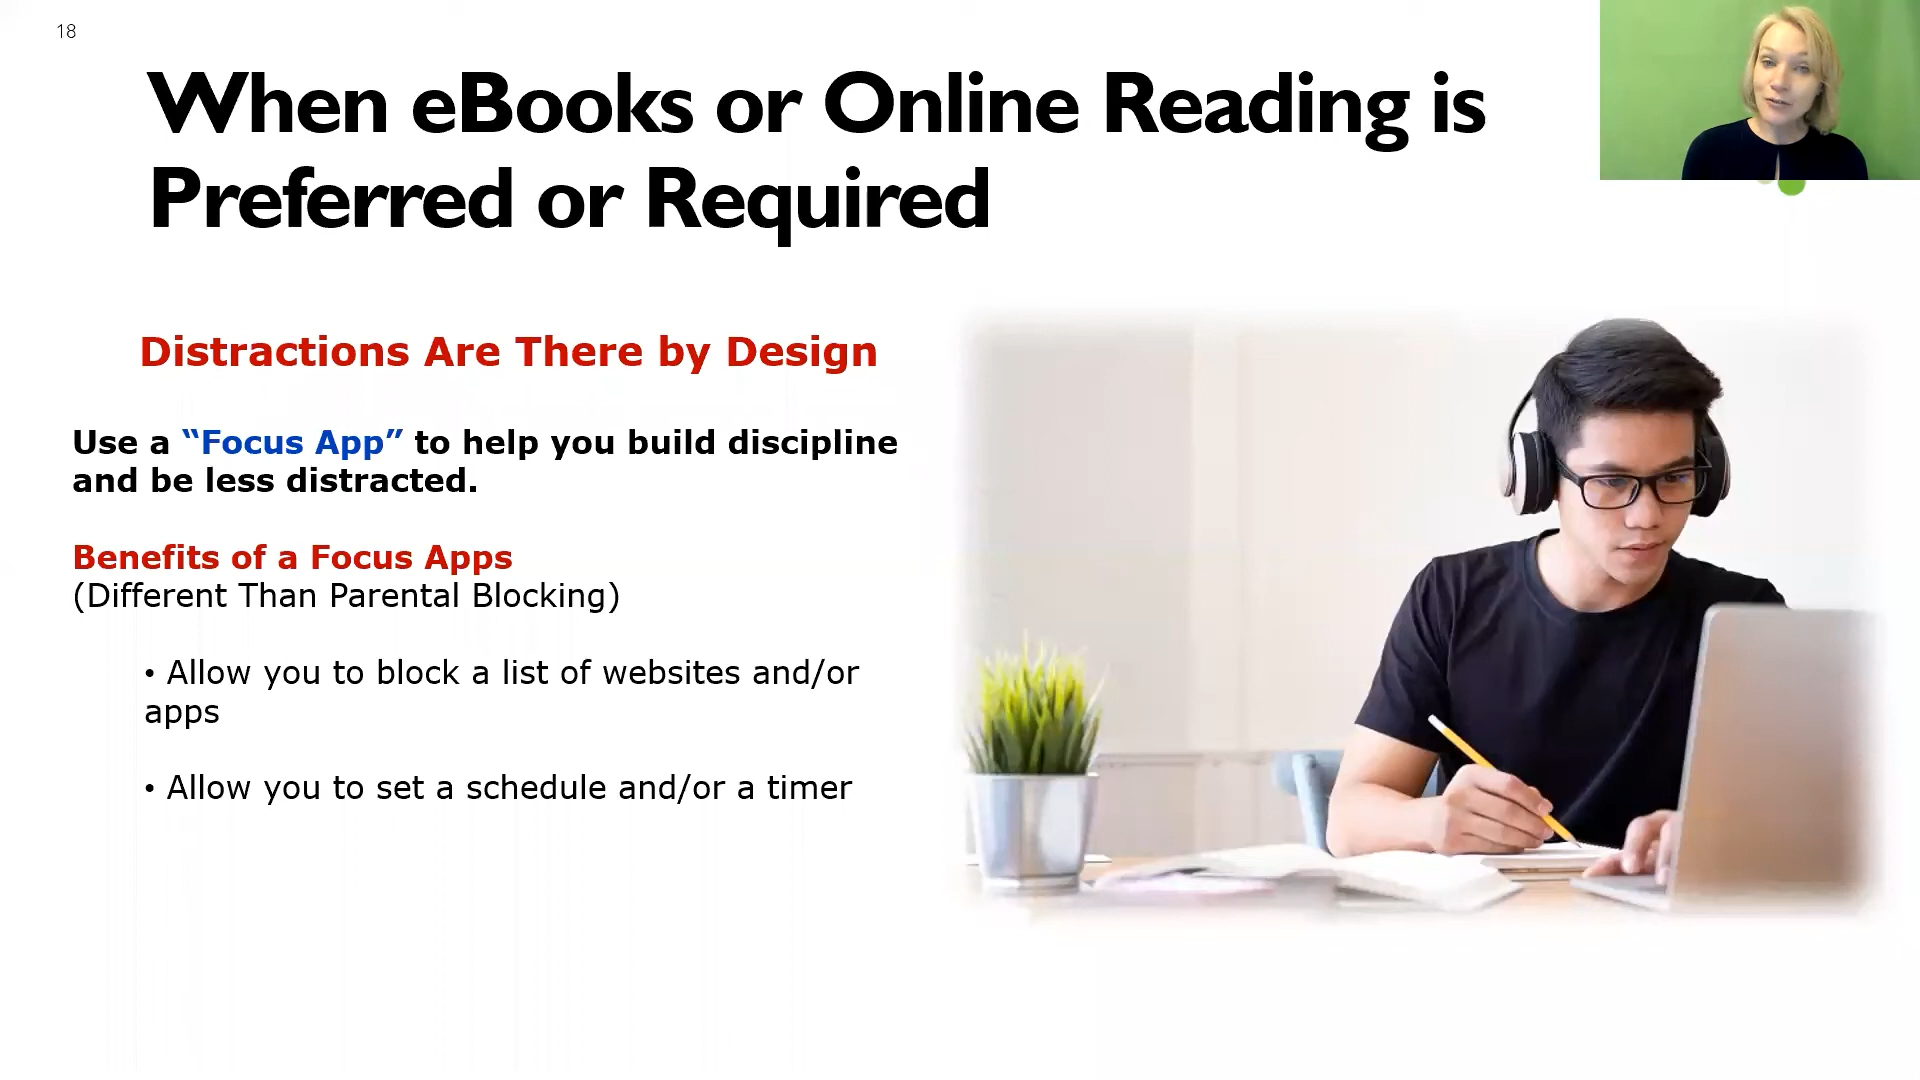 18
When eBooks or Online Reading is
Preferred or Required
Distractions Are There by Design
Use a “Focus App” to help you build discipline
and be less distracted.
Benefits of a Focus Apps
(Different Than Parental Blocking)
• Allow you to block a list of websites and/or
apps
• Allow you to set a schedule and/or a timer